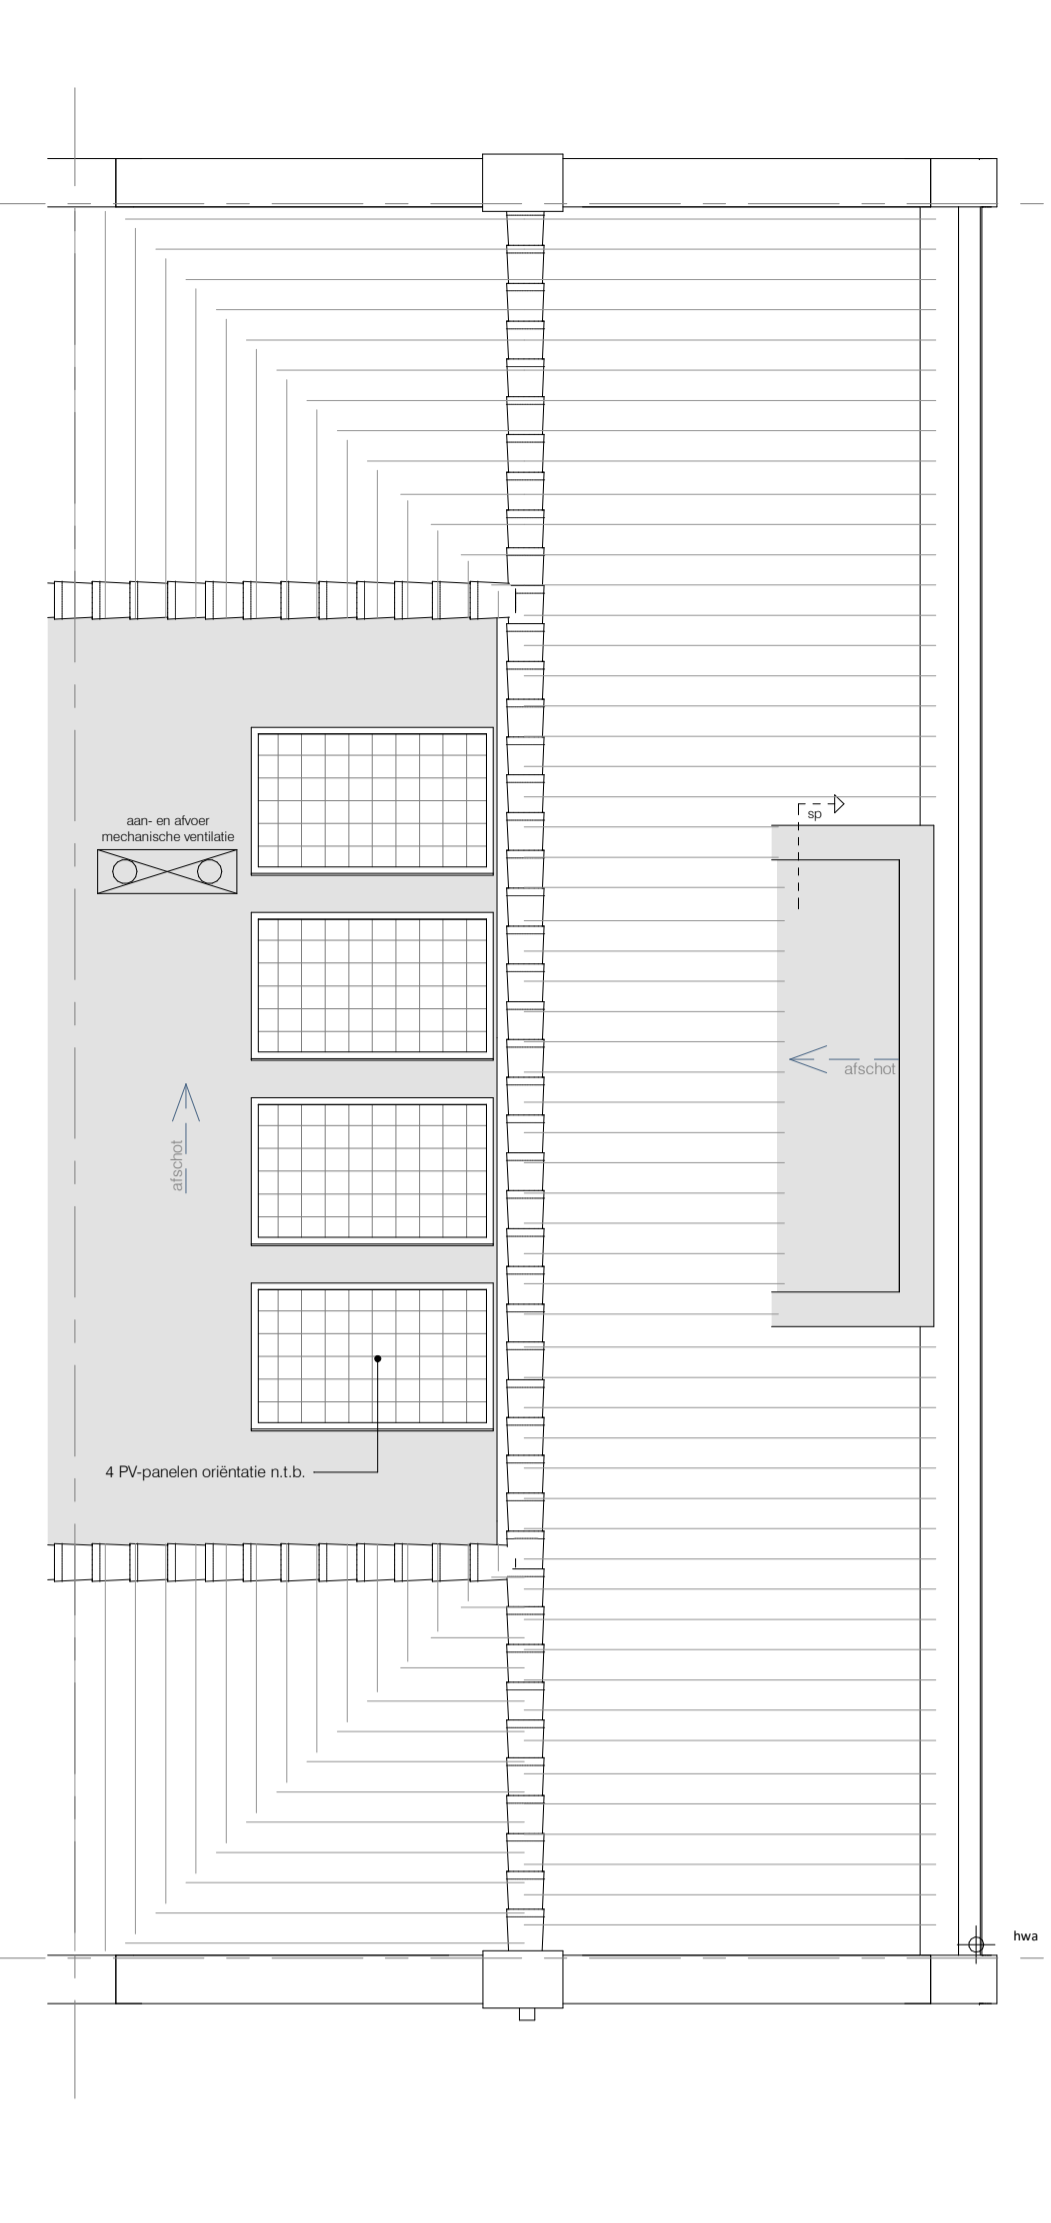 sp
aan- en afvoer
mechanische ventilatie
afschot
afschot
4 PV-panelen oriëntatie n.t.b.
hwa